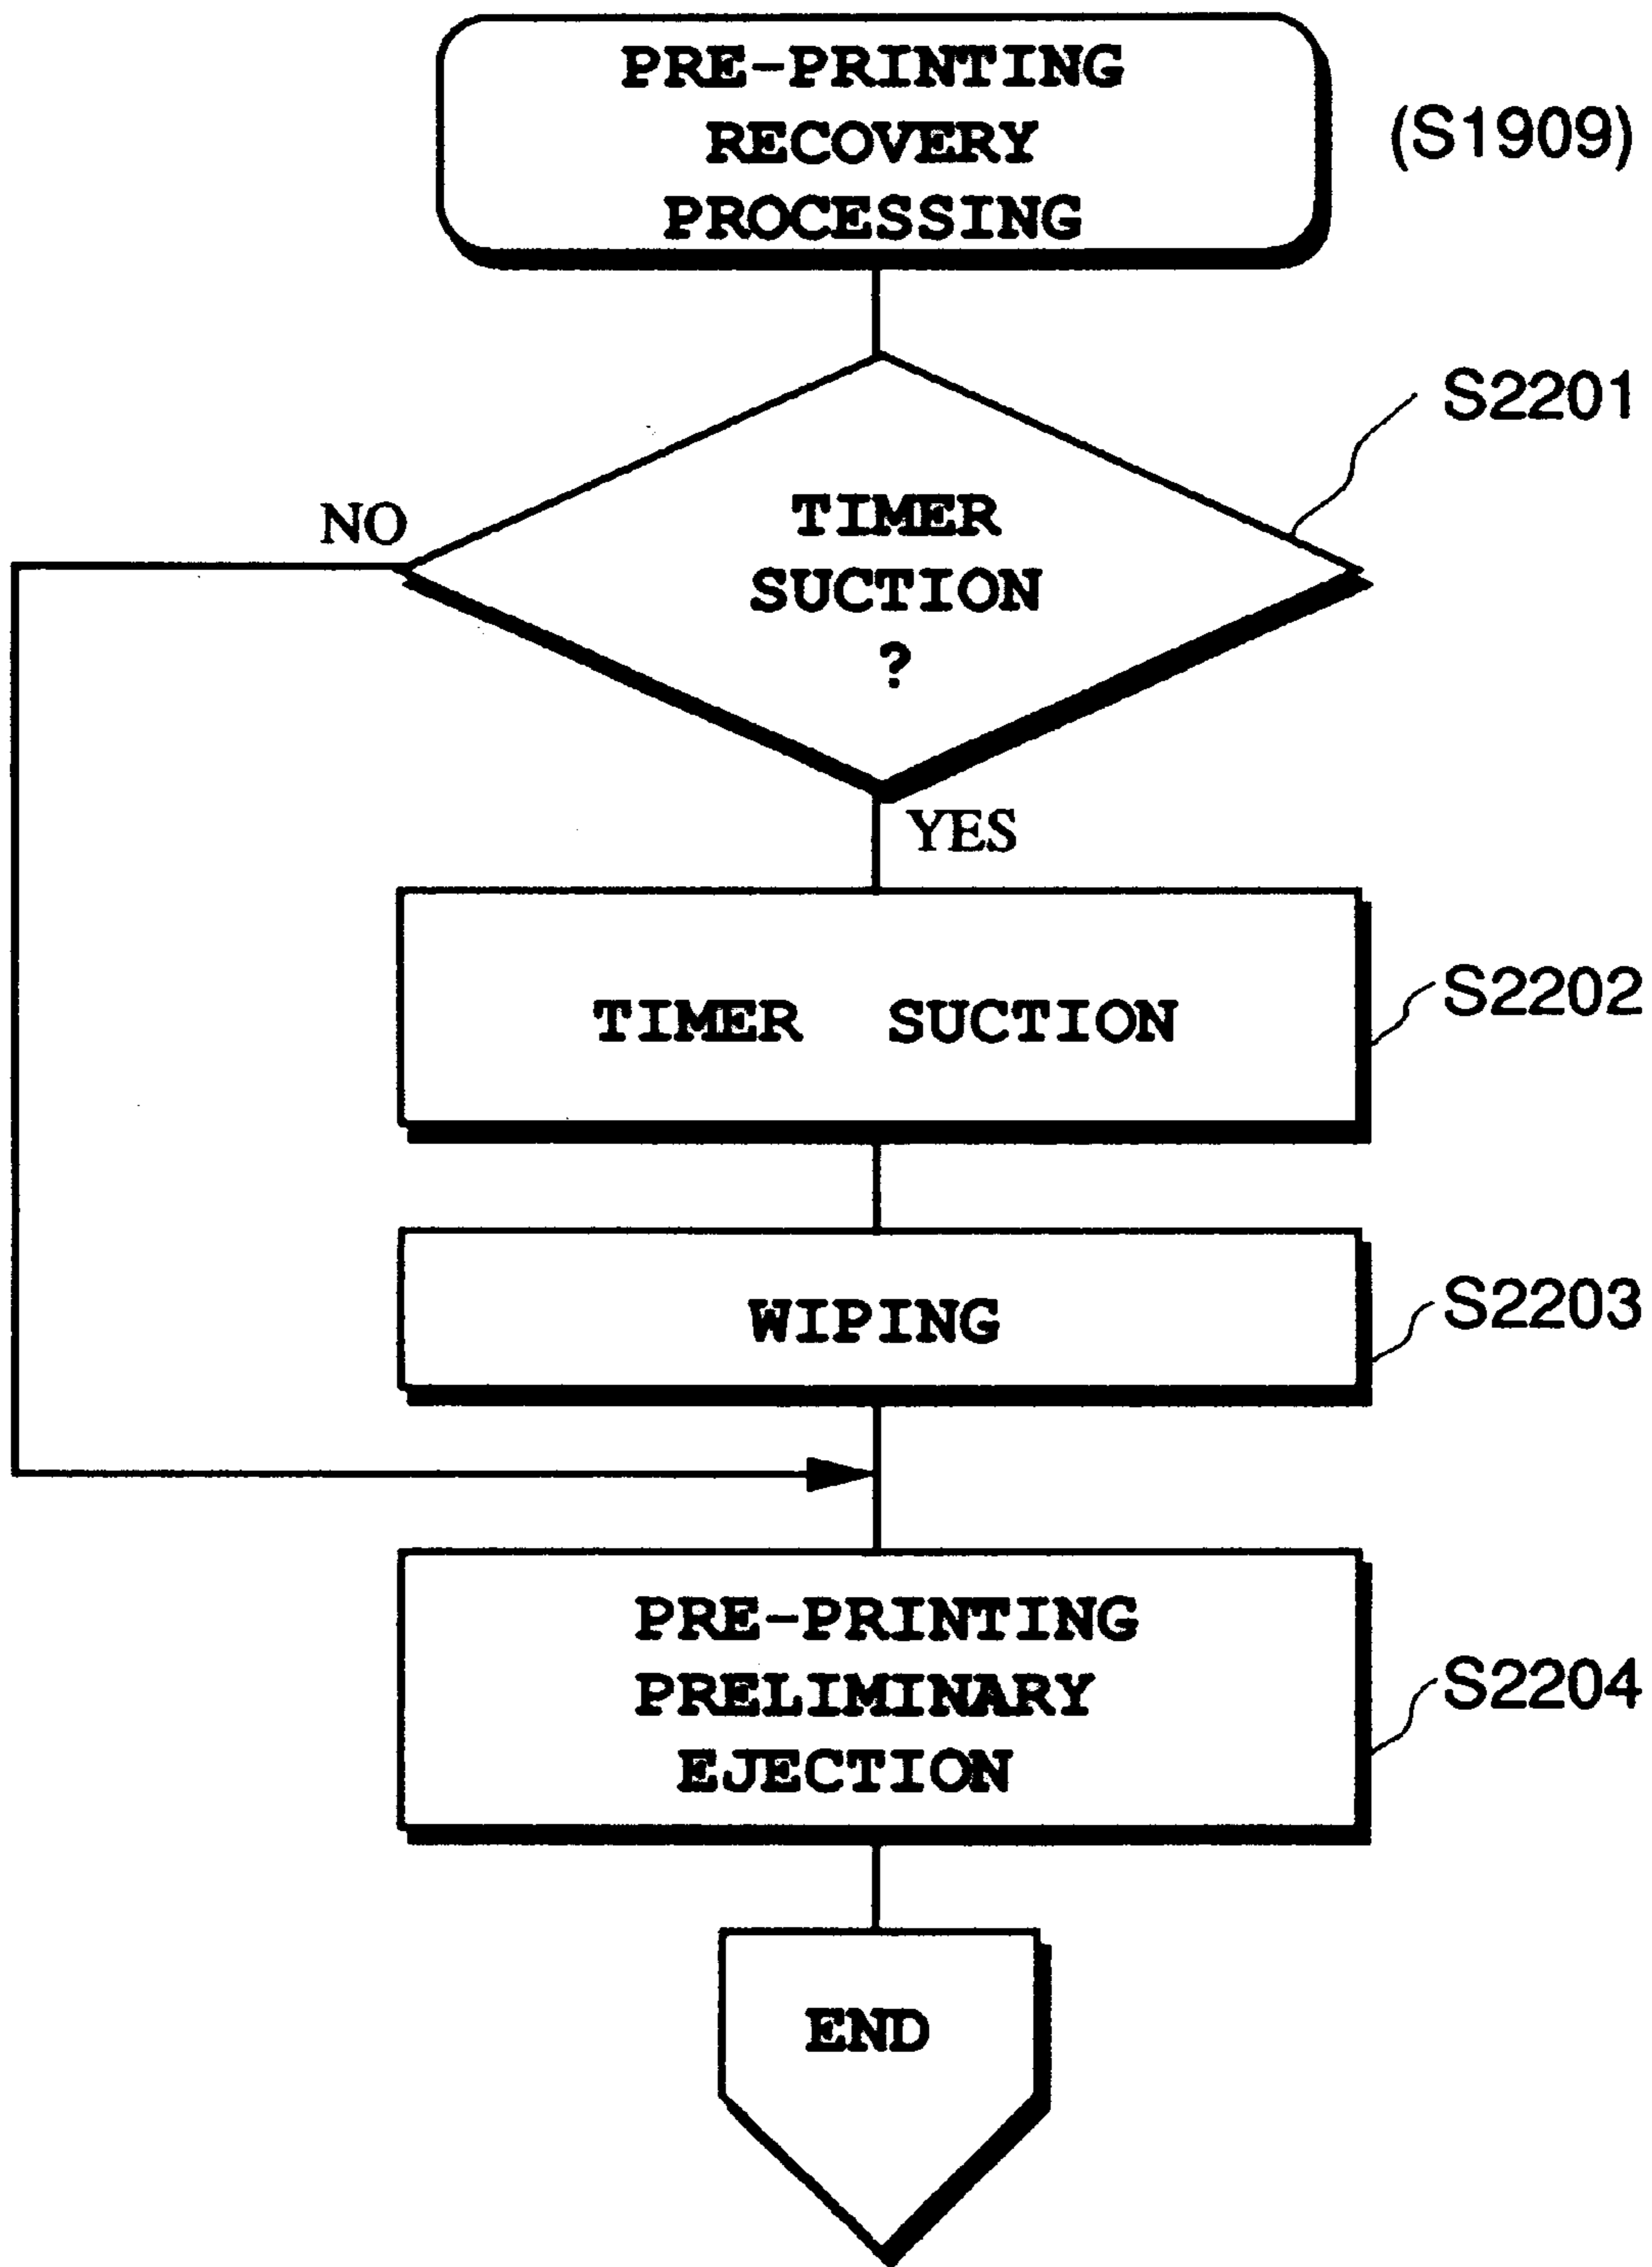 PRE-PRINTING
RECOVERY
PROCESSING
(S1909)
S2201
TIMER
SUCTION
?
NO
YES
TIMER SUCTION
S2202
WIPING
S2203
PRE-PRINTING
PRELIMINARY
EJECTION
S2204
END